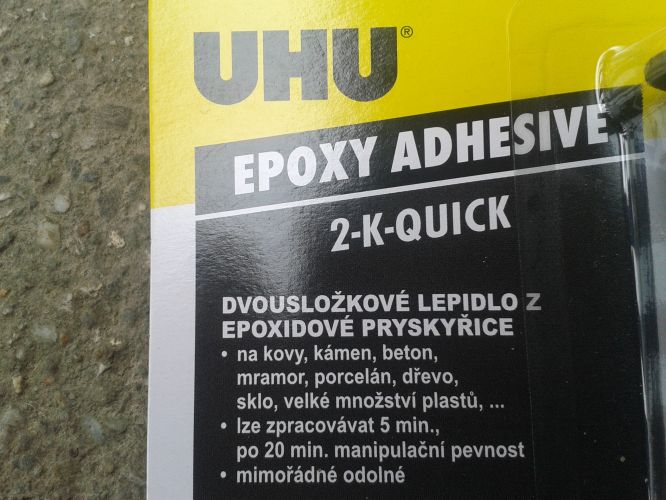 UHU®
EPOXY ADHESIVE
2-K-QUICK
DVOUSLOŽKOVÉ LEPIDLO Z
EPOXIDOVÉ PRYSKYŘICE
• na kovy, kámen, beton,
mramor, porcelán, dřevo,
sklo, velké množství plastů, ...
• lze zpracovávat 5 min.,
po 20 min. manipulační pevnost
• mimořádné odolné